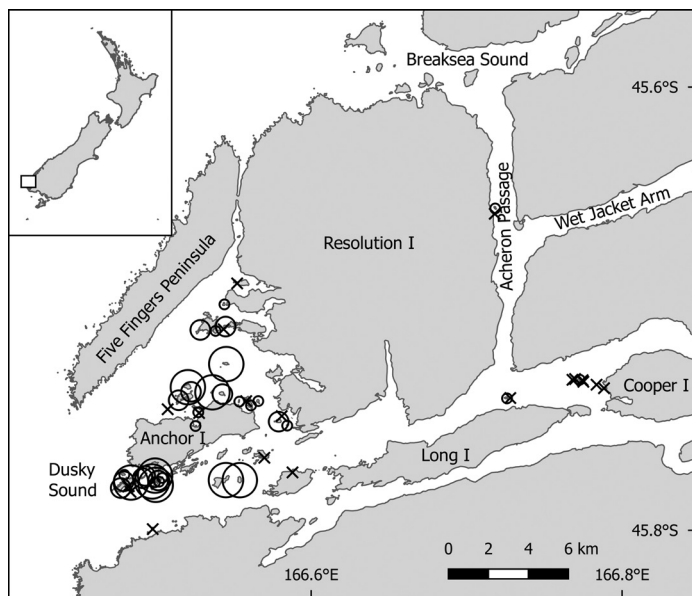 Breaksea Sound
45.6°S
Acheron Passage
Wet Jacket Arm
Resolution I
Five Fingers Peninsula
Cooper I
Anchor I
Long I
Dusky
Sound
45.8°S
0 2 4 6 km
166.6°E 166.8°E